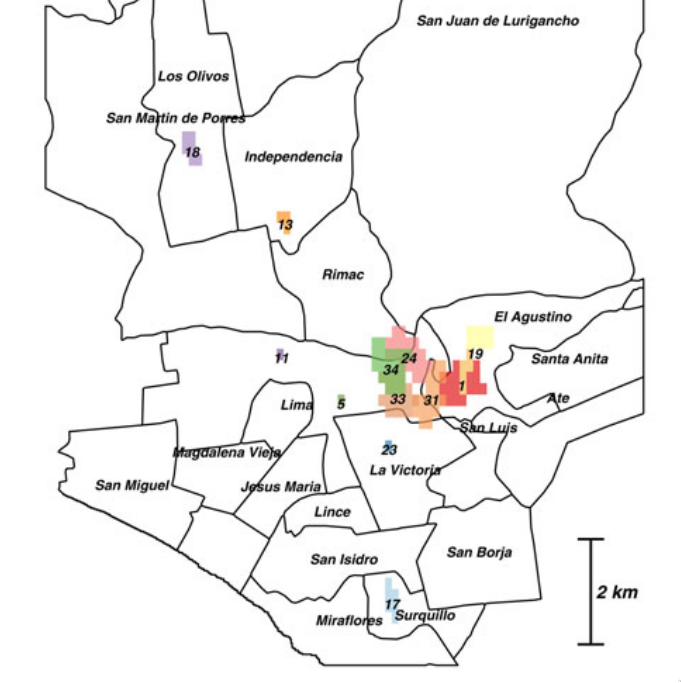 San Juan de Lurigancho
Los Olivos
San Martin de Porres
18
Independencia
13
Rimac
El Agustino
11
24
19
Santa Anita
34
1
Lima
5
33
31
Ate
San Luis
23
Magdalena Vieja
La Victoria
San Miguel
Jesus Maria
Lince
San Isidro
San Borja
2 km
17
Miraflores
Surquillo